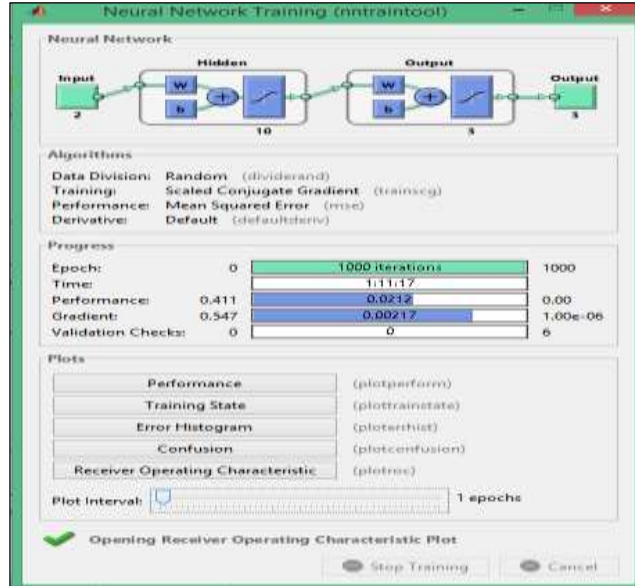 Neural Network Training (nntraintool)
Neural Network
Hidden Output
Input Output
W W
b b
2 10 3 3
Algorithms
Data Division: Random (dividerand)
Training: Scaled Conjugate Gradient (trainscg)
Performance: Mean Squared Error (mse)
Derivative: Default (defaultderiv)
Progress
Epoch: 0 1000 iterations 1000
Time: 1:11:17
Performance: 0.411 0.0212 0.00
Gradient: 0.547 0.00217 1.00e-06
Validation Checks: 0 0 6
Plots
Performance (plotperform)
Training State (plottrainstate)
Error Histogram (ploterrhist)
Confusion (plotconfusion)
Receiver Operating Characteristic (plotroc)
Plot Interval: 1 epochs
Opening Receiver Operating Characteristic Plot
Stop Training Cancel